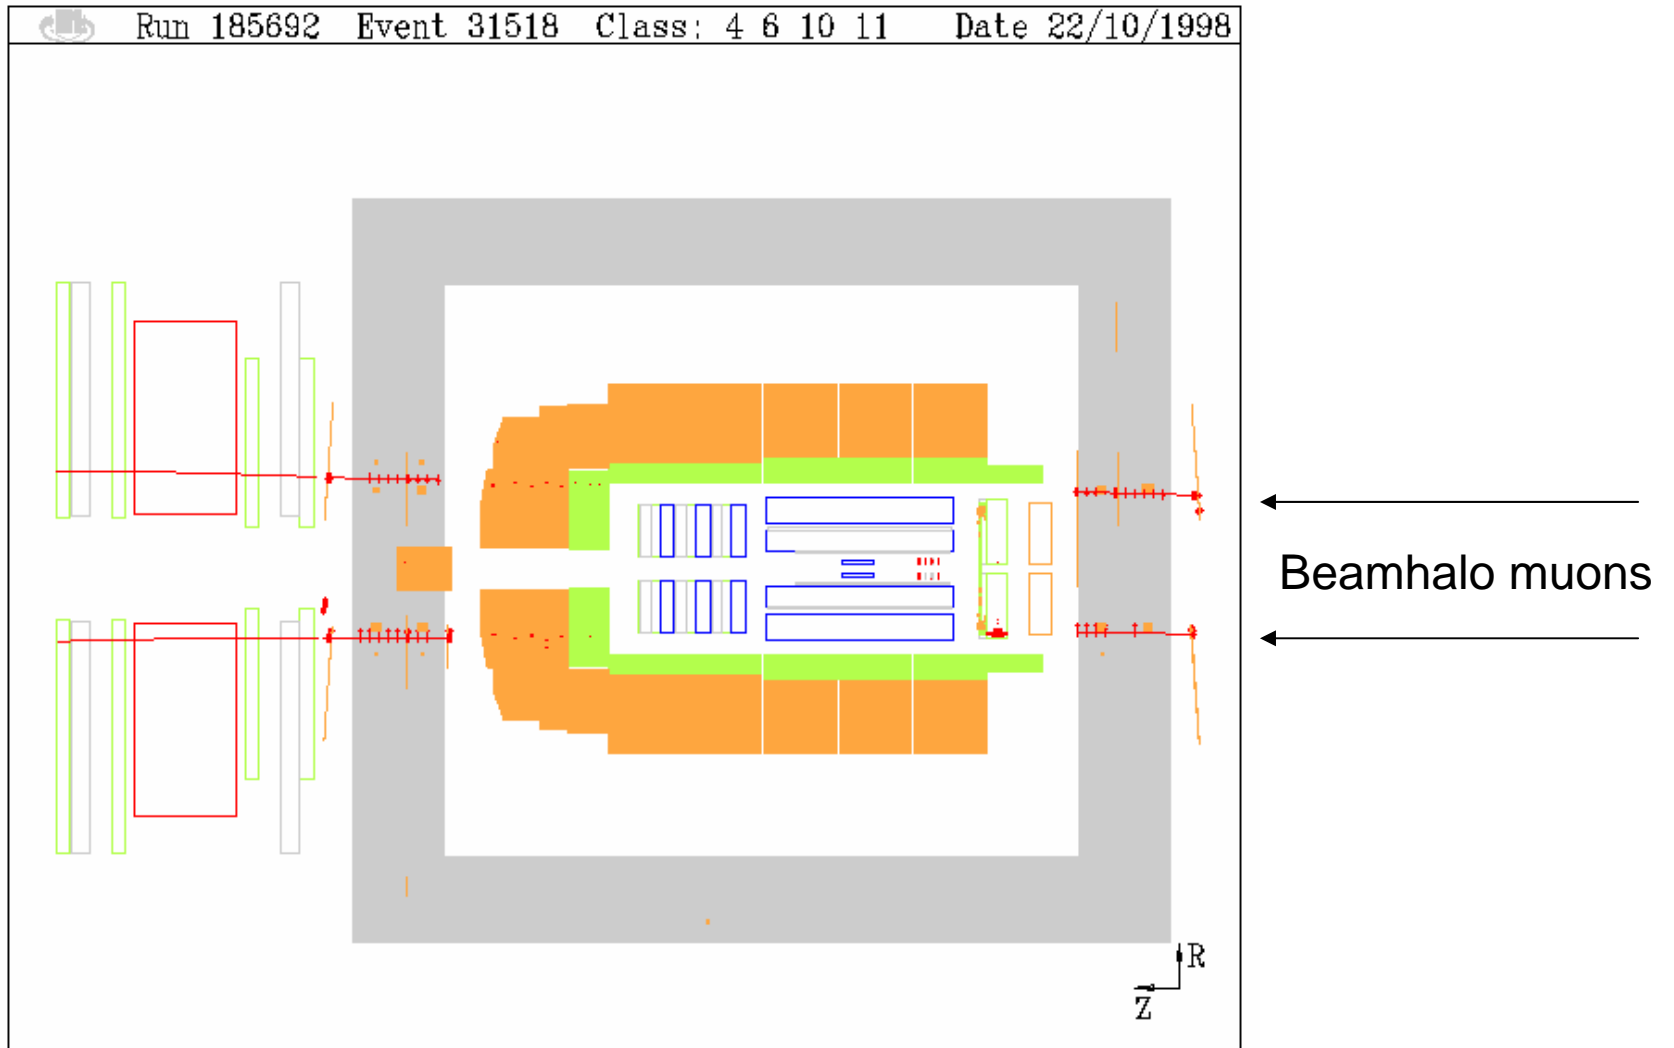 Run 185692 Event 31518 Class: 4 6 10 11 Date 22/10/1998
Beamhalo muons
R
Z